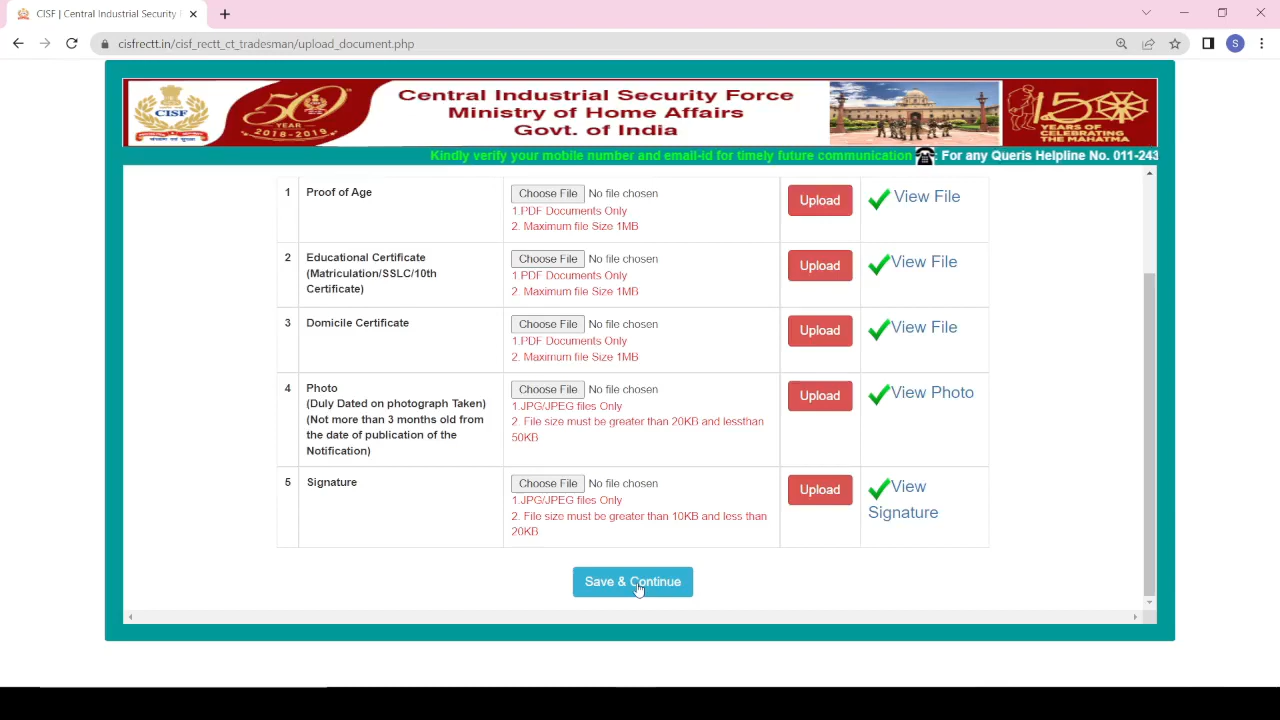 CISF | Central Industrial Security
cisfrectt.in/cisf_rectt_ct_tradesman/upload_document.php
S
CISF
50
YEAR
2018-2019
Central Industrial Security Force
Ministry of Home Affairs
Govt. of India
150
YEARS OF
CELEBRATING
THE MAHATMA
Kindly verify your mobile number and email-id for timely future communication : For any Queris Helpline No. 011-243
1 Proof of Age Choose File No file chosen Upload View File
1.PDF Documents Only
2. Maximum file Size 1MB
2 Educational Certificate Choose File No file chosen Upload View File
(Matriculation/SSLC/10th 1 PDF Documents Only
Certificate) 2. Maximum file Size 1MB
3 Domicile Certificate Choose File No file chosen Upload View File
1.PDF Documents Only
2. Maximum file Size 1MB
4 Photo Choose File No file chosen Upload View Photo
(Duly Dated on photograph Taken) 1.JPG/JPEG files Only
(Not more than 3 months old from 2. File size must be greater than 20KB and lessthan
the date of publication of the 50KB
Notification)
5 Signature Choose File No file chosen Upload View
1.JPG/JPEG files Only Signature
2. File size must be greater than 10KB and less than
20KB
Save & Continue